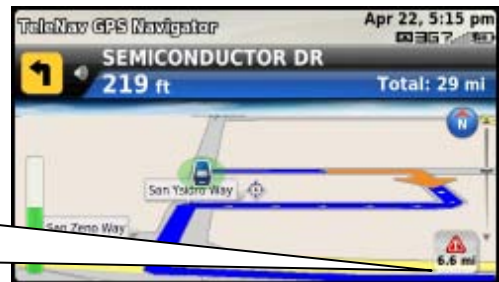 TeleNav GPS Navigator
Apr 22, 5:15 pm
SEMICONDUCTOR DR
219 ft
Total: 29 mi
N
San Ysidro Way
San Zeno Way
6.6 mi